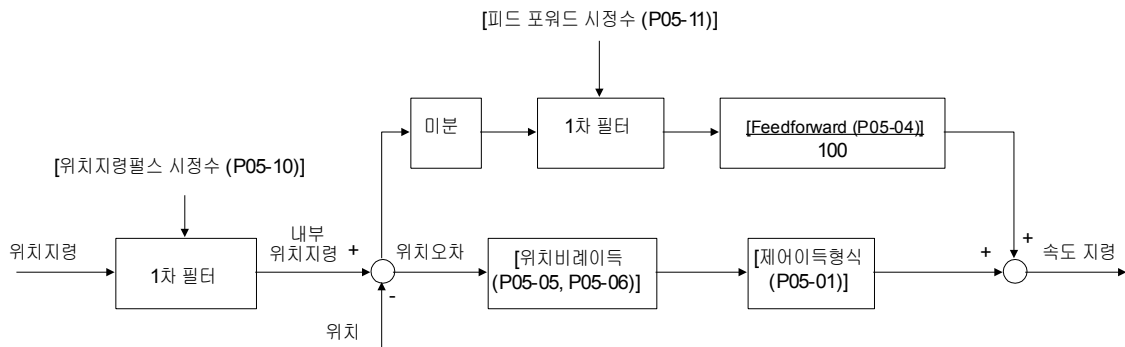 [피드 포워드 시정수 (P05-11)]
미분
1차 필터
[Feedforward (P05-04)]
100
[위치지령펄스 시정수 (P05-10)]
위치지령
1차 필터
내부
위치지령
+
-
위치
위치오차
[위치비례이득
(P05-05, P05-06)]
[제어이득형식
(P05-01)]
+
+
속도 지령